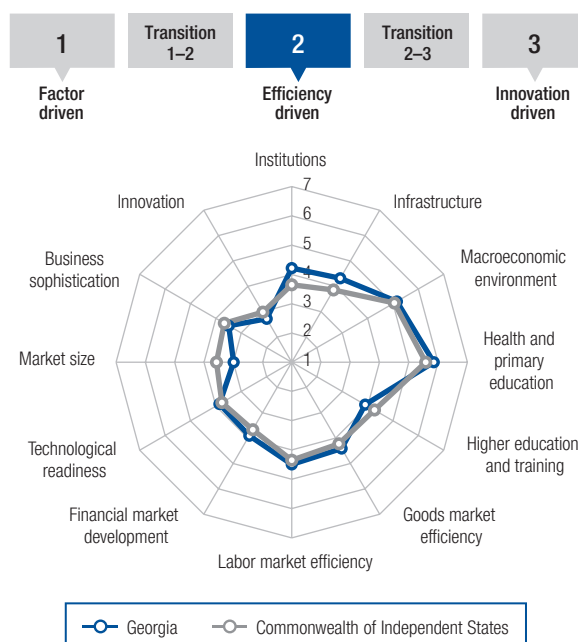 1
Transition
1–2
2
Transition
2–3
3
Factor
driven
Efficiency
driven
Innovation
driven
Institutions
7
6
5
4
3
2
1
Innovation
Infrastructure
Business
sophistication
Macroeconomic
environment
Market size
Health and
primary
education
Technological
readiness
Higher education
and training
Financial market
development
Goods market
efficiency
Labor market efficiency
Georgia
Commonwealth of Independent States